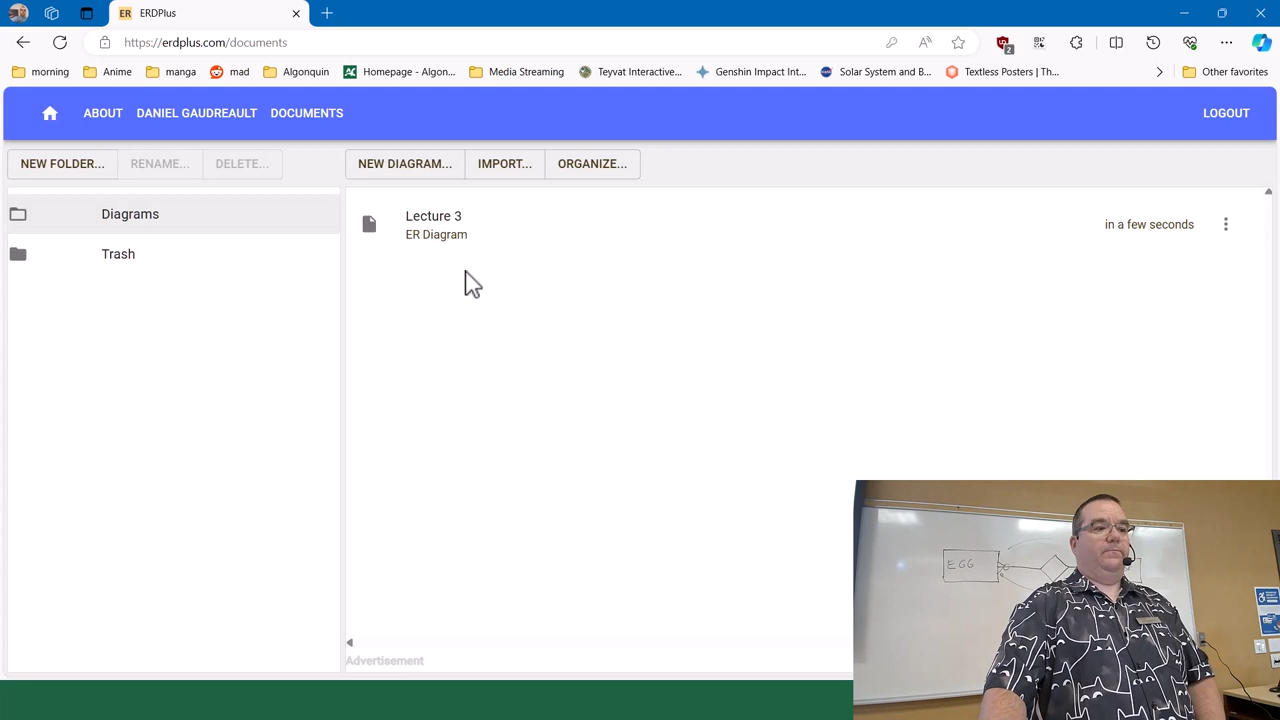 ERDPlus
https://erdplus.com/documents
morning
Anime
manga
mad
Algonquin
Homepage - Algon...
Media Streaming
Teyvat Interactive...
Genshin Impact Int...
Solar System and B...
Textless Posters | Th...
Other favorites
ABOUT
DANIEL GAUDREAULT
DOCUMENTS
LOGOUT
NEW FOLDER...
RENAME...
DELETE...
NEW DIAGRAM...
IMPORT...
ORGANIZE...
Diagrams
Trash
Lecture 3
ER Diagram
in a few seconds
Advertisement
EGG